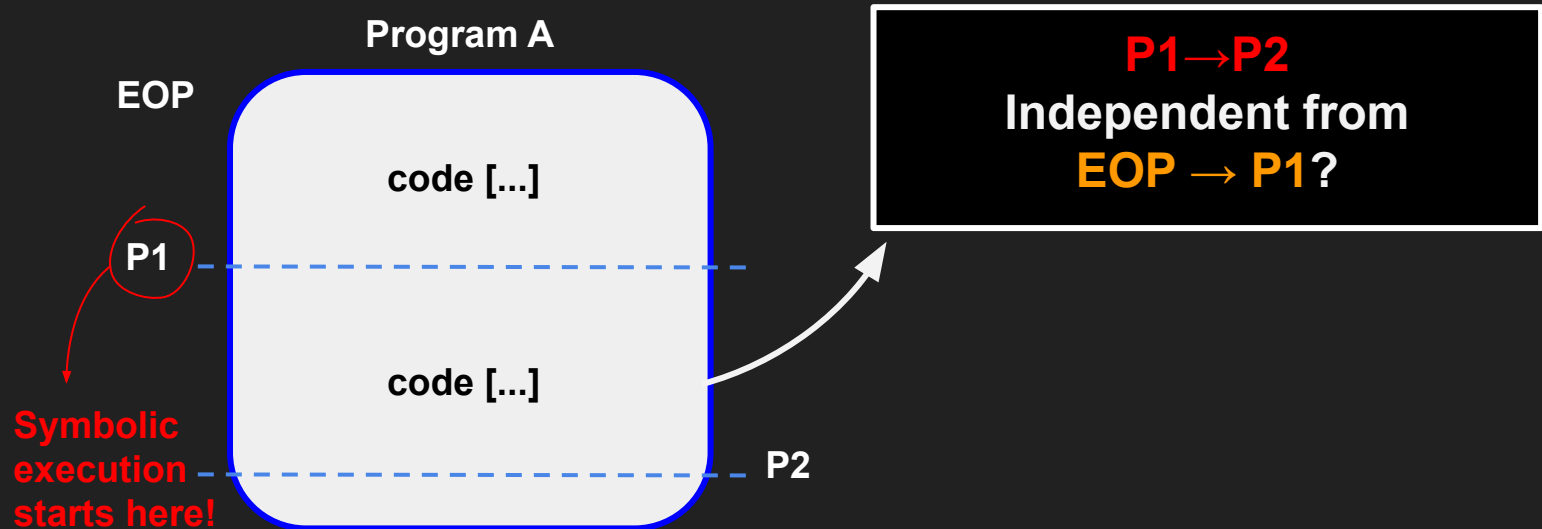 Program A
EOP
code [...]
P1
code [...]
Symbolic
execution
starts here!
P2
P1→P2
Independent from
EOP → P1?